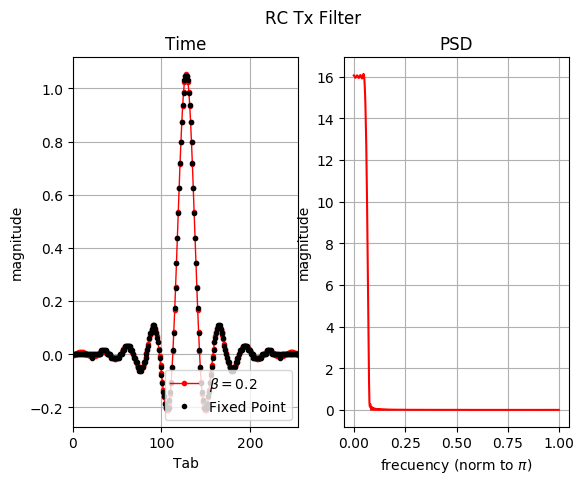 RC Tx Filter
Time
PSD
magnitude
1.0
0.8
0.6
0.4
0.2
0.0
−0.2
0
100
200
Tab
β = 0.2
Fixed Point
magnitude
16
14
12
10
8
6
4
2
0
0.00
0.25
0.50
0.75
1.00
frecuency (norm to π)